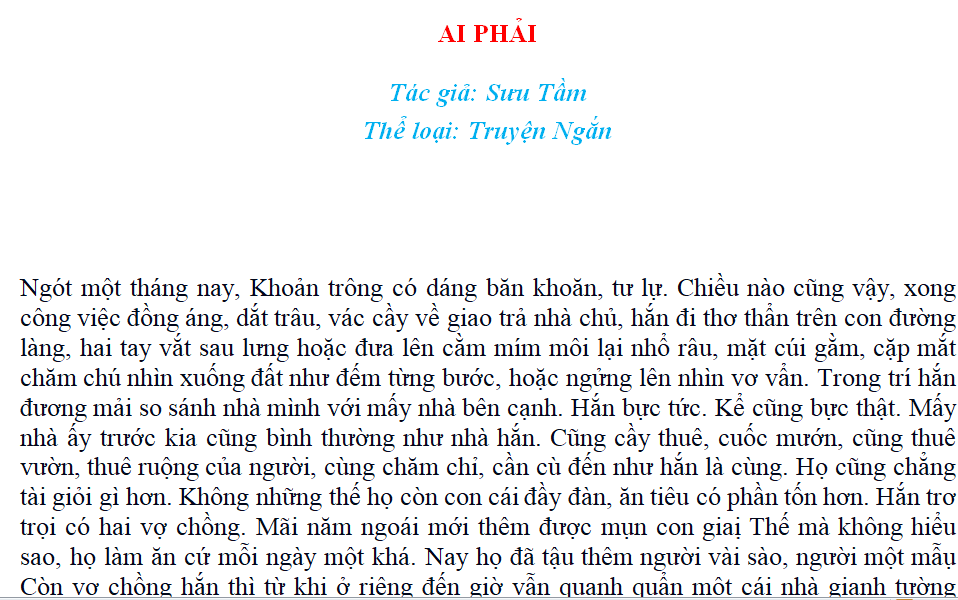 AI PHẢI
Tác giả: Sưu Tầm
Thể loại: Truyện Ngắn
Ngót một tháng nay, Khoản trông có dáng băn khoăn, tư lự. Chiều nào cũng vậy, xong
công việc đồng áng, dắt trâu, vác cầy về giao trả nhà chủ, hắn đi thơ thẩn trên con đường
làng, hai tay vắt sau lưng hoặc đưa lên cằm mím môi lại nhổ râu, mặt cúi gằm, cặp mắt
chăm chú nhìn xuống đất như đếm từng bước, hoặc ngửng lên nhìn vơ vẩn. Trong trí hắn
đương mải so sánh nhà mình với mấy nhà bên cạnh. Hắn bực tức. Kể cũng bực thật. Mấy
nhà ấy trước kia cũng bình thường như nhà hắn. Cũng cầy thuê, cuốc mướn, cũng thuê
vườn, thuê ruộng của người, cùng chăm chỉ, cần cù đến như hắn là cùng. Họ cũng chẳng
tài giỏi gì hơn. Không những thế họ còn con cái đầy đàn, ăn tiêu có phần tốn hơn. Hắn trơ
trọi có hai vợ chồng. Mãi năm ngoái mới thêm được mụn con giaị Thế mà không hiểu
sao, họ làm ăn cứ mỗi ngày một khá. Nay họ đã tậu thêm người vài sào, người một mẫụ
Còn vợ chồng hắn thì từ khi ở riêng đến giờ vẫn quanh quẩn một cái nhà gianh tường